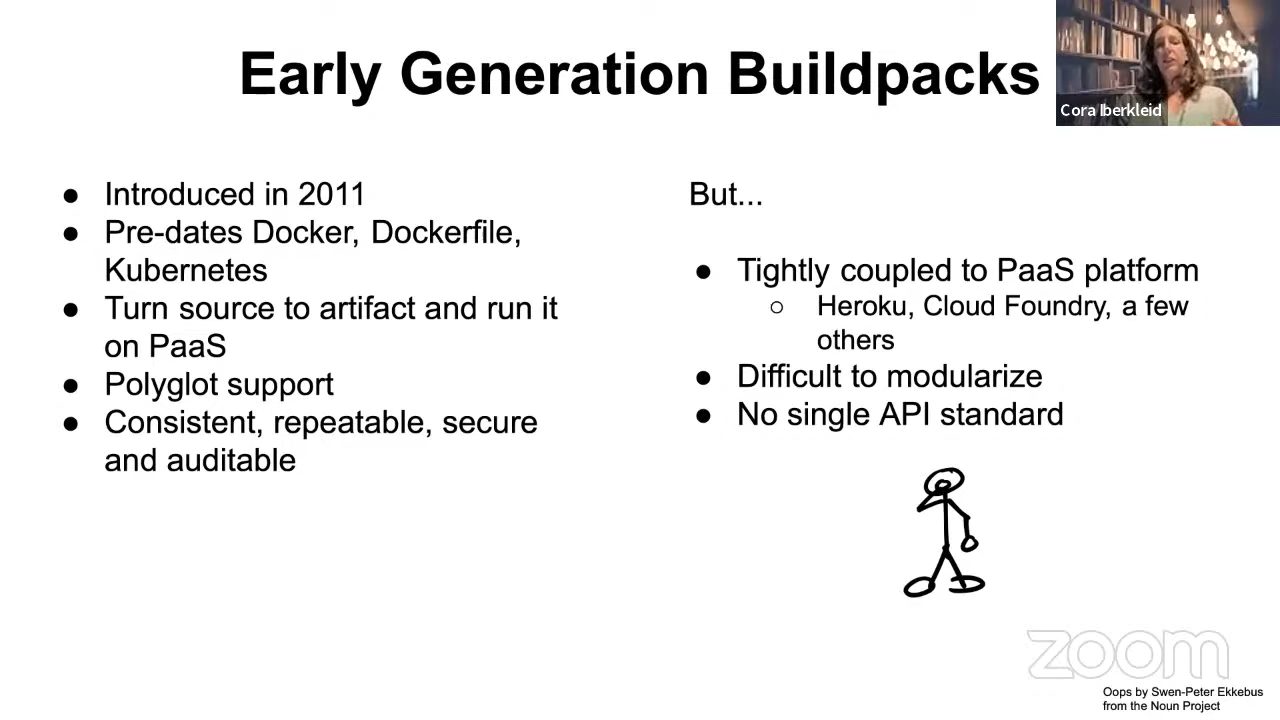 Early Generation Buildpacks
Cora Iberkleid
● Introduced in 2011
● Pre-dates Docker, Dockerfile,
Kubernetes
● Turn source to artifact and run it
on PaaS
● Polyglot support
● Consistent, repeatable, secure
and auditable
But...
● Tightly coupled to PaaS platform
○ Heroku, Cloud Foundry, a few
others
● Difficult to modularize
● No single API standard
zoom
Oops by Swen-Peter Ekkebus
from the Noun Project